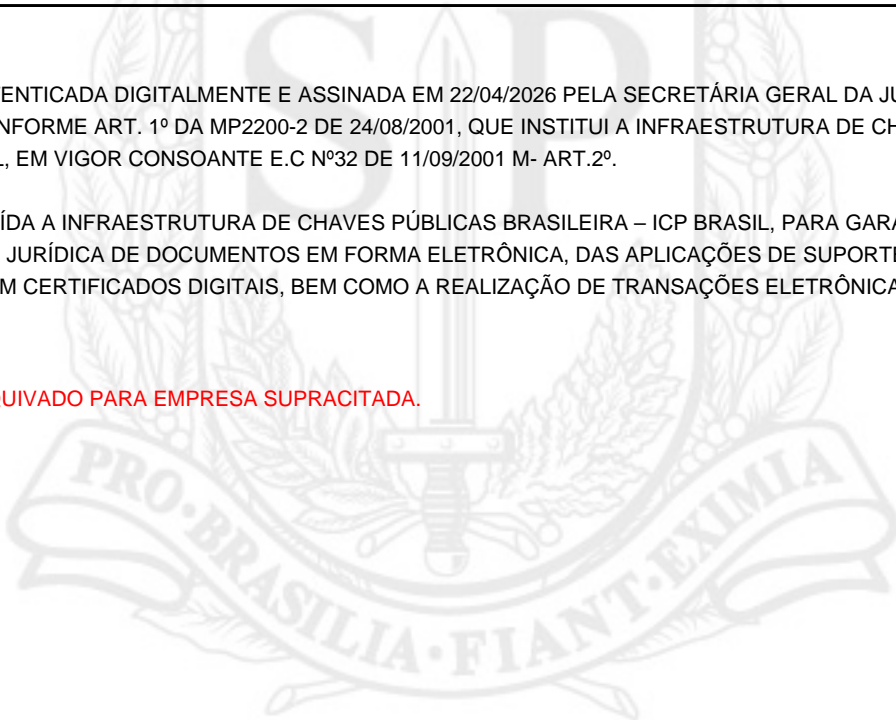 ENTICADA DIGITALMENTE E ASSINADA EM 22/04/2026 PELA SECRETÁRIA GERAL DA JU
NFORME ART. 1º DA MP2200-2 DE 24/08/2001, QUE INSTITUI A INFRAESTRUTURA DE CH
L, EM VIGOR CONSOANTE E.C Nº32 DE 11/09/2001 M- ART.2º.
ÍDA A INFRAESTRUTURA DE CHAVES PÚBLICAS BRASILEIRA – ICP BRASIL, PARA GARA
JURÍDICA DE DOCUMENTOS EM FORMA ELETRÔNICA, DAS APLICAÇÕES DE SUPORTE
M CERTIFICADOS DIGITAIS, BEM COMO A REALIZAÇÃO DE TRANSAÇÕES ELETRÔNICA
UIVADO PARA EMPRESA SUPRACITADA.
SP
PRO·BRASILIA·FIANT·EXIMIA